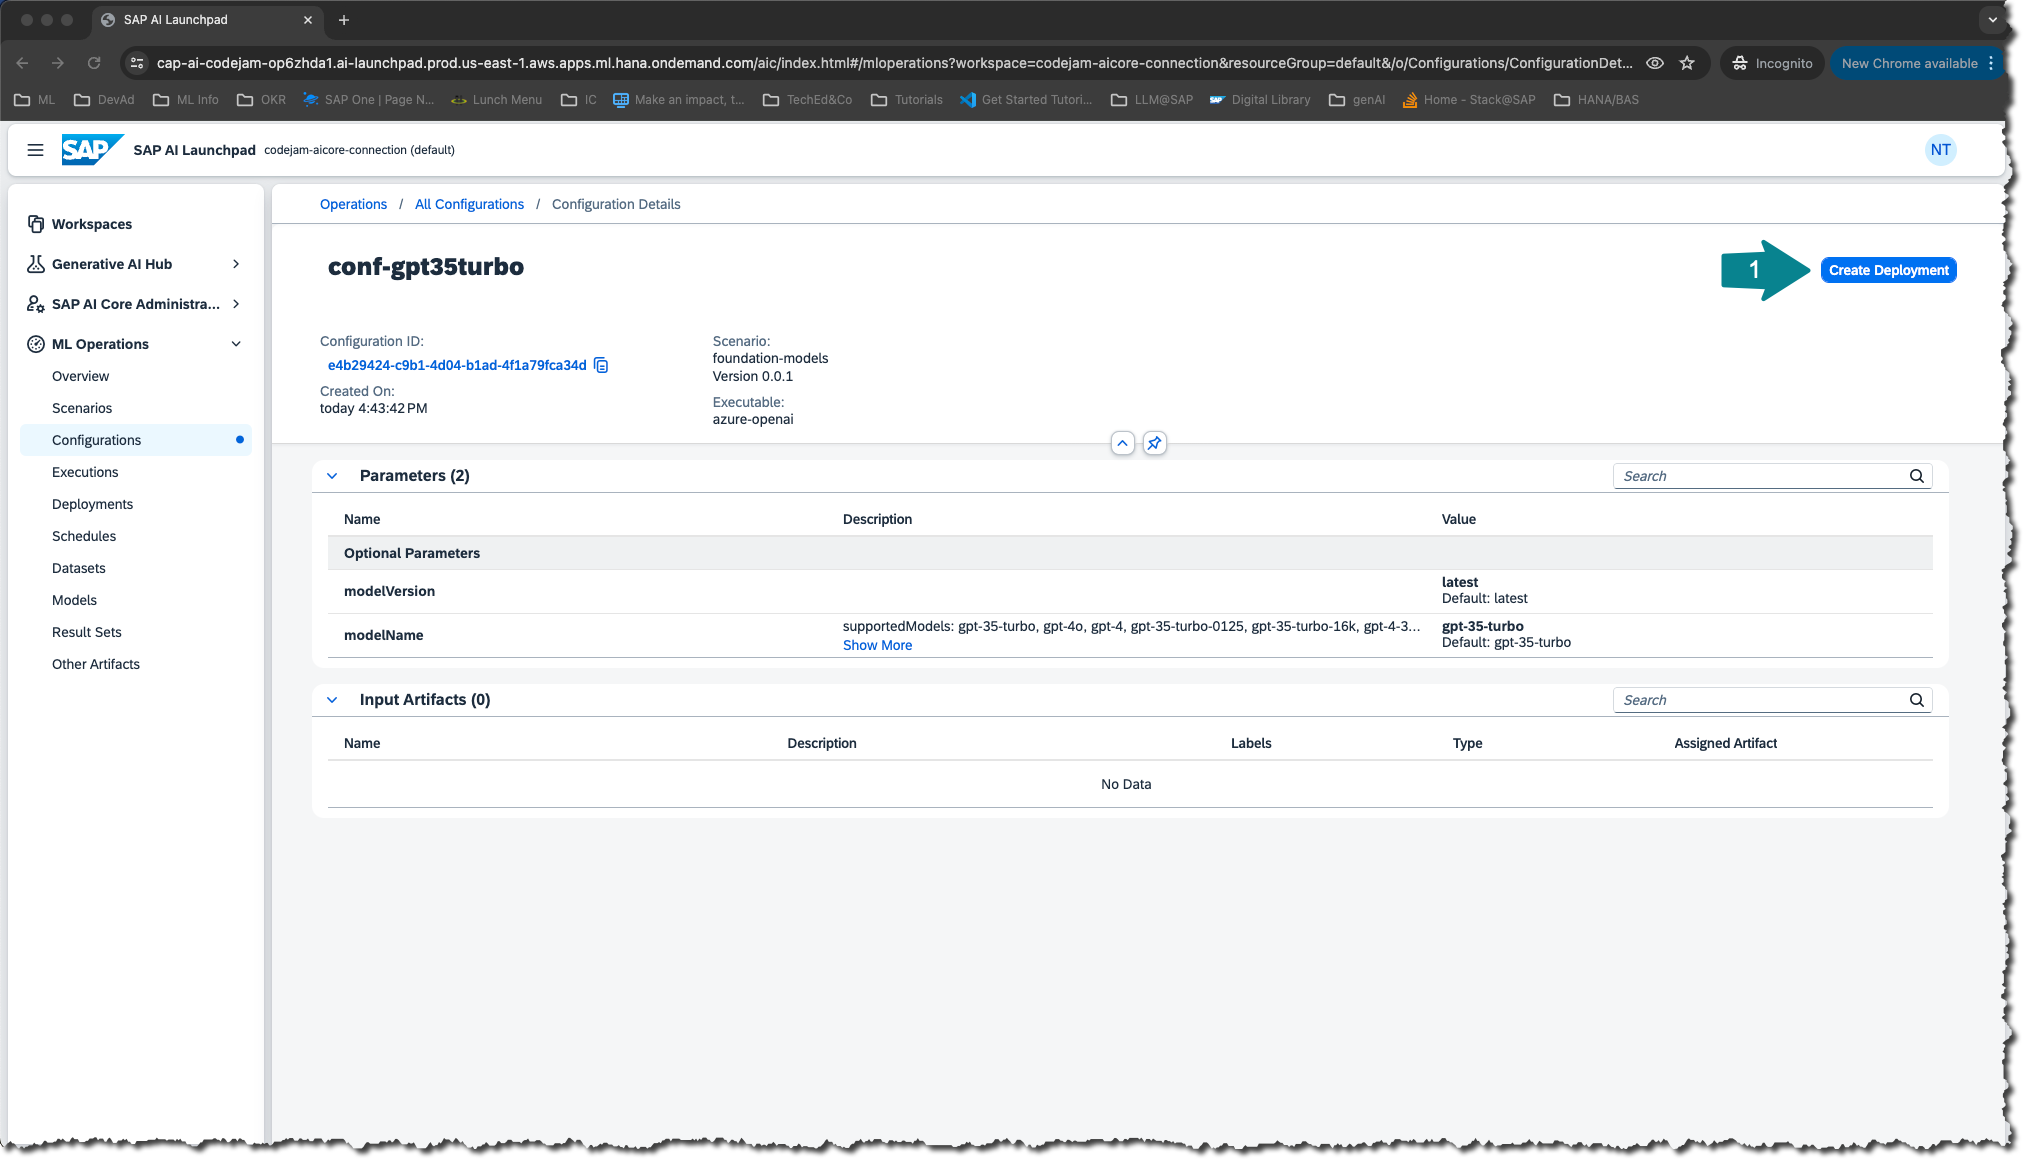 SAP AI Launchpad
cap-ai-codejam-op6zhda1.ai-launchpad.prod.us-east-1.aws.apps.ml.hana.ondemand.com/aic/index.html#/mloperations?workspace=codejam-aicore-connection&resourceGroup=default&/o/Configurations/ConfigurationDet...
Incognito
New Chrome available
ML
DevAd
ML Info
OKR
SAP One | Page N...
Lunch Menu
IC
Make an impact, t...
TechEd&Co
Tutorials
Get Started Tutori...
LLM@SAP
Digital Library
genAI
Home - Stack@SAP
HANA/BAS
SAP
SAP AI Launchpad
codejam-aicore-connection (default)
NT
Workspaces
Generative AI Hub
SAP AI Core Administra...
ML Operations
Overview
Scenarios
Configurations
Executions
Deployments
Schedules
Datasets
Models
Result Sets
Other Artifacts
Operations / All Configurations / Configuration Details
conf-gpt35turbo
1
Create Deployment
Configuration ID:
e4b29424-c9b1-4d04-b1ad-4f1a79fca34d
Created On:
today 4:43:42 PM
Scenario:
foundation-models
Version 0.0.1
Executable:
azure-openai
Parameters (2)
Search
Name Description Value
Optional Parameters
modelVersion
latest
Default: latest
modelName
supportedModels: gpt-35-turbo, gpt-4o, gpt-4, gpt-35-turbo-0125, gpt-35-turbo-16k, gpt-4-3...
Show More
gpt-35-turbo
Default: gpt-35-turbo
Input Artifacts (0)
Search
Name Description Labels Type Assigned Artifact
No Data